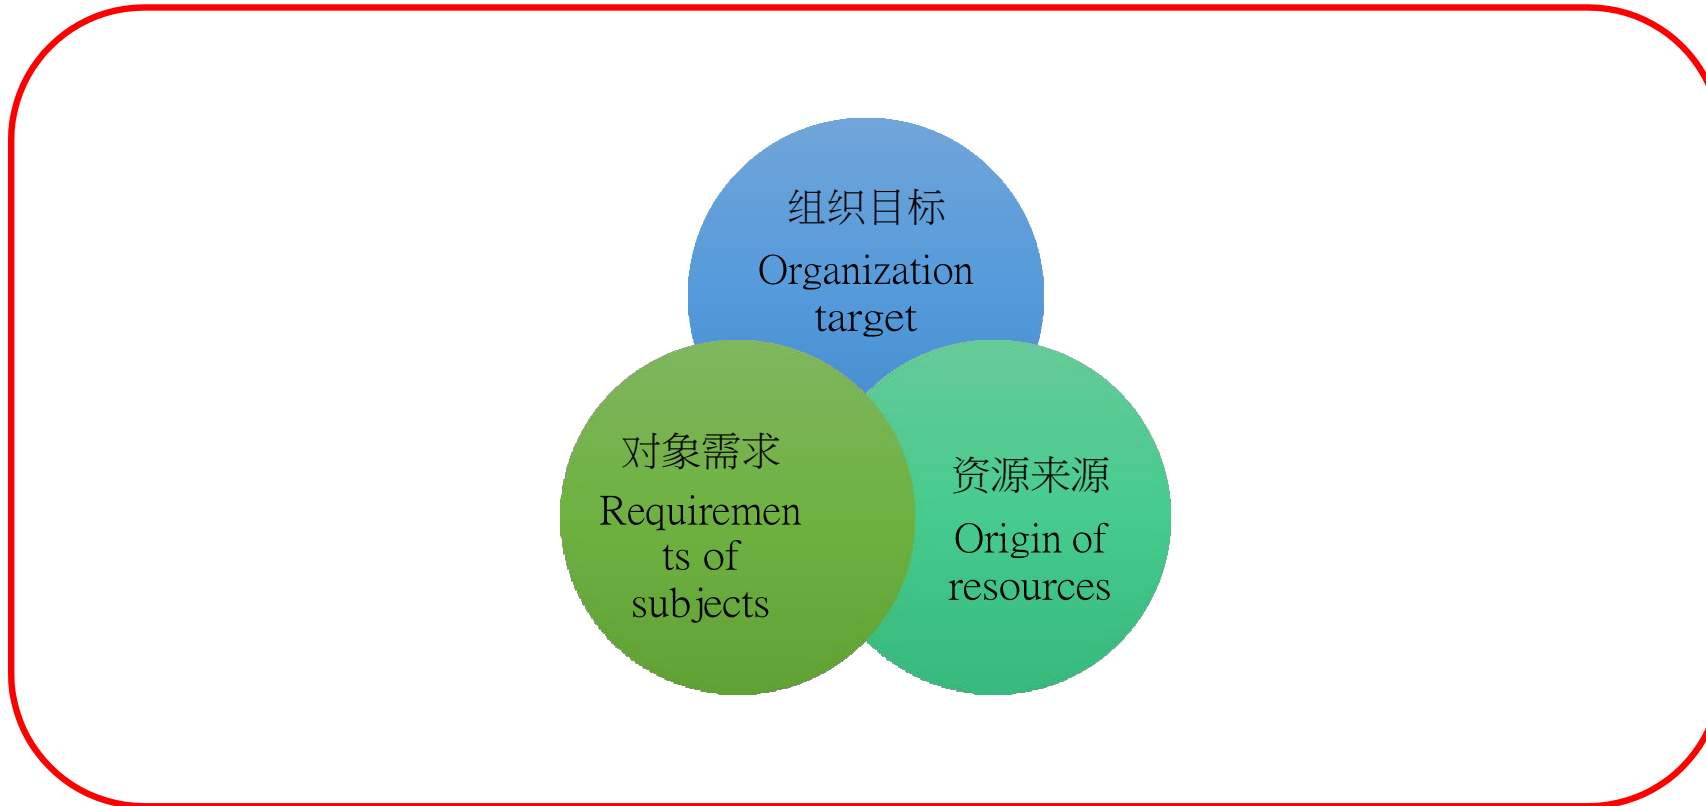 组织目标
Organization
target
对象需求
Requiremen
ts of
subjects
资源来源
Origin of
resources